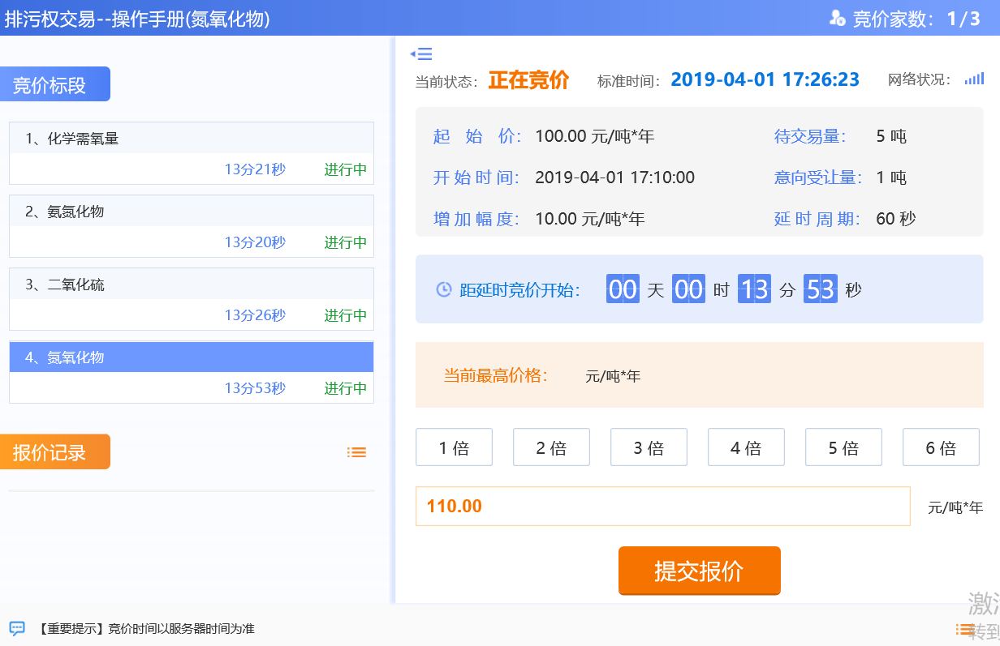 排污权交易--操作手册(氮氧化物)
竞价家数： 1/3
竞价标段
1、化学需氧量
13分21秒 进行中
2、氨氮化物
13分20秒 进行中
3、二氧化硫
13分26秒 进行中
4、氮氧化物
13分53秒 进行中
报价记录
当前状态： 正在竞价 标准时间： 2019-04-01 17:26:23 网络状况：
起 始 价： 100.00 元/吨*年 待交易量： 5 吨
开 始 时 间： 2019-04-01 17:10:00 意向受让量： 1 吨
增 加 幅 度： 10.00 元/吨*年 延 时 周 期： 60 秒
距延时竞价开始： 00 天 00 时 13 分 53 秒
当前最高价格： 元/吨*年
1 倍 2 倍 3 倍 4 倍 5 倍 6 倍
110.00 元/吨*年
提交报价
【重要提示】竞价时间以服务器时间为准
激
转到